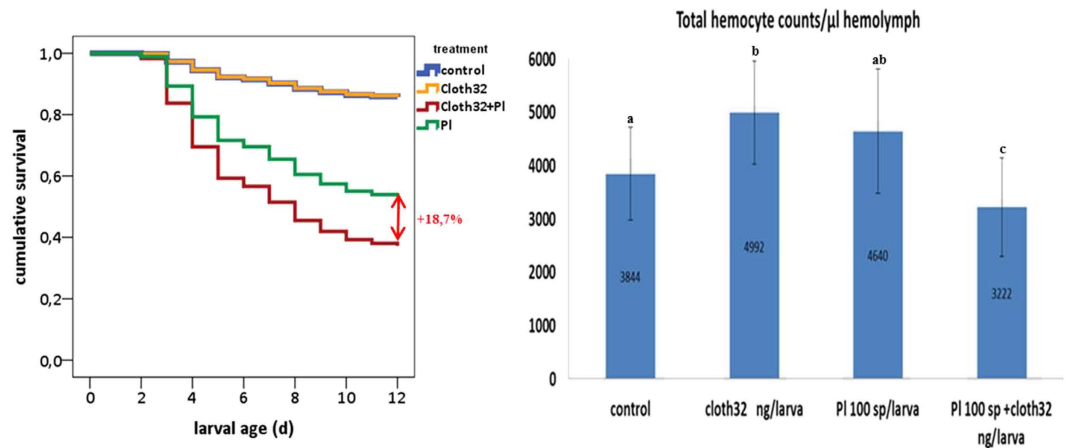 treatment
control
Cloth32
Cloth32+Pl
Pl
1,0
0,8
0,6
0,4
0,2
0,0
+18,7%
cumulative survival
0 2 4 6 8 10 12
larval age (d)
Total hemocyte counts/µl hemolymph
6000
5000
4000
3000
2000
1000
0
a
b
ab
c
3844
4992
4640
3222
control
cloth32 ng/larva
Pl 100 sp/larva
Pl 100 sp +cloth32
ng/larva